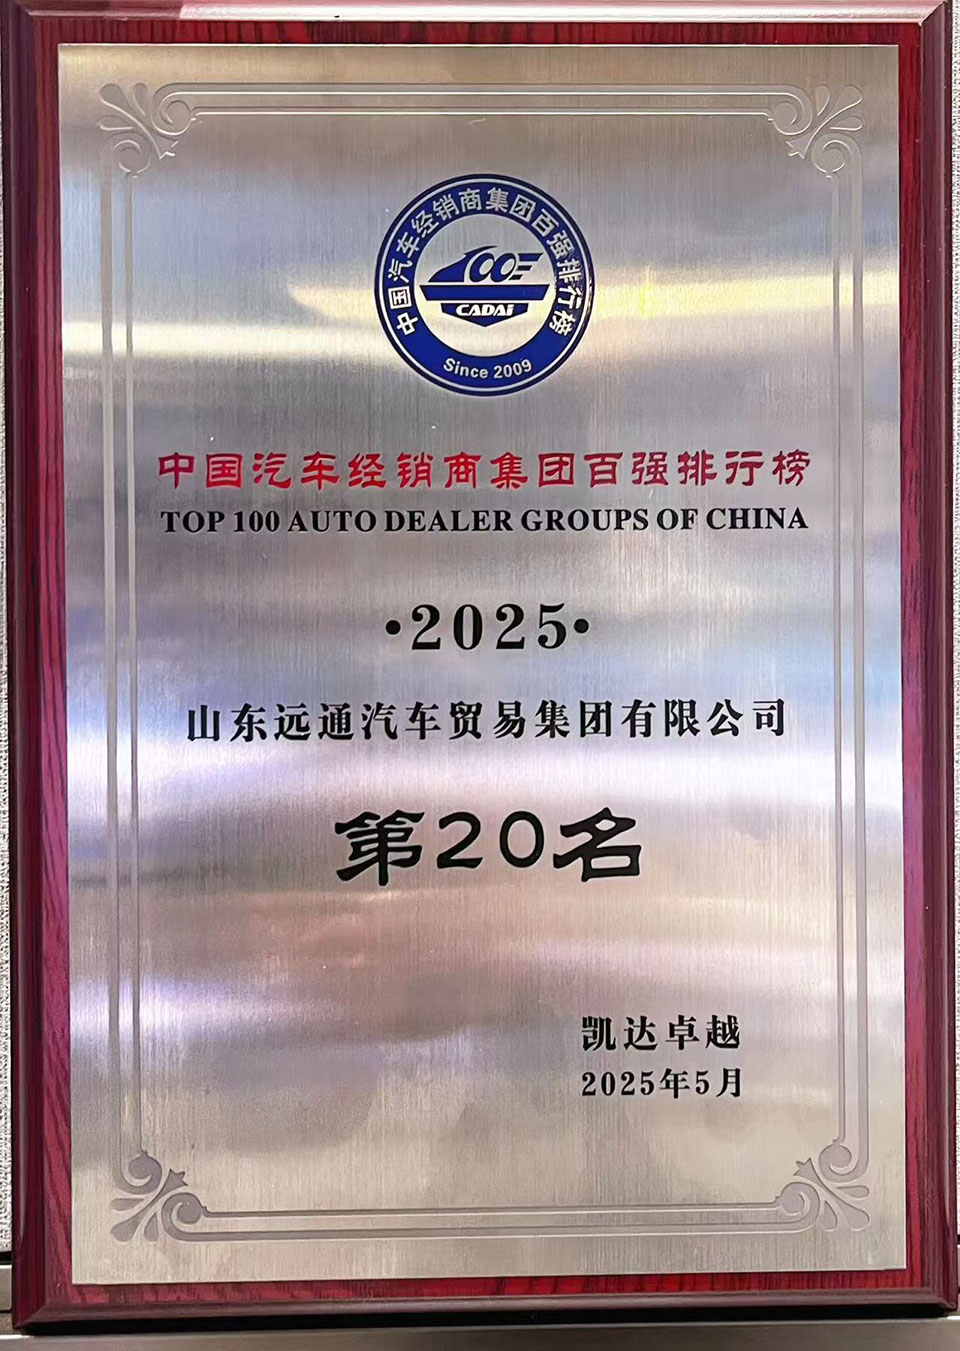 中国汽车经销商集团百强排行榜
100
CADAI
Since 2009
中国汽车经销商集团百强排行榜
TOP 100 AUTO DEALER GROUPS OF CHINA
·2025·
山东远通汽车贸易集团有限公司
第20名
凯达卓越
2025年5月